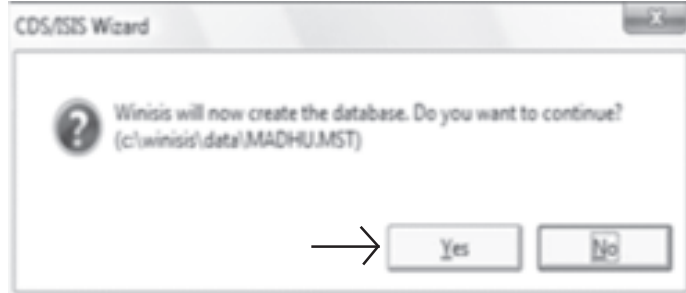 CDS/ISIS Wizard
Winisis will now create the database. Do you want to continue?
(c:\winisis\data\MADHU.MST)
Yes
No